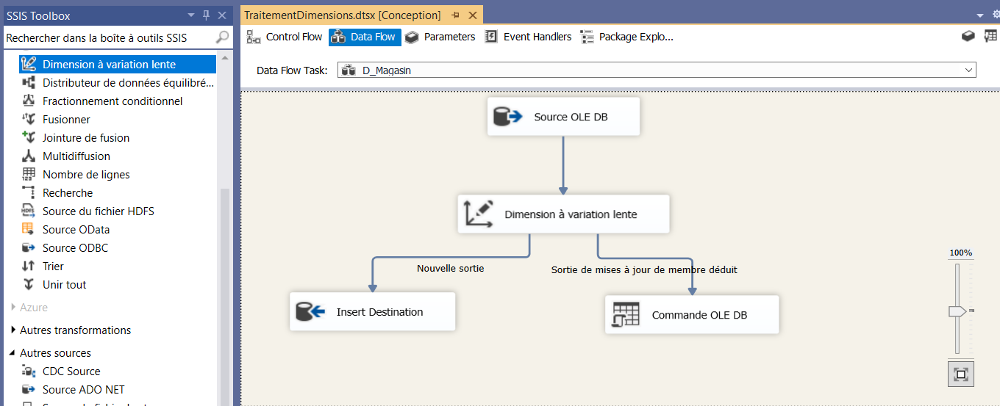 SSIS Toolbox
Rechercher dans la boîte à outils SSIS
Dimension à variation lente
Distributeur de données équilibré...
Fractionnement conditionnel
Fusionner
Jointure de fusion
Multidiffusion
Nombre de lignes
Recherche
Source du fichier HDFS
Source OData
Source ODBC
Trier
Unir tout
Azure
Autres transformations
Autres sources
CDC Source
Source ADO NET
TraitementDimensions.dtsx [Conception]
Control Flow
Data Flow
Parameters
Event Handlers
Package Explo...
Data Flow Task:
D_Magasin
Source OLE DB
Dimension à variation lente
Nouvelle sortie
Sortie de mises à jour de membre déduit
Insert Destination
Commande OLE DB
100%